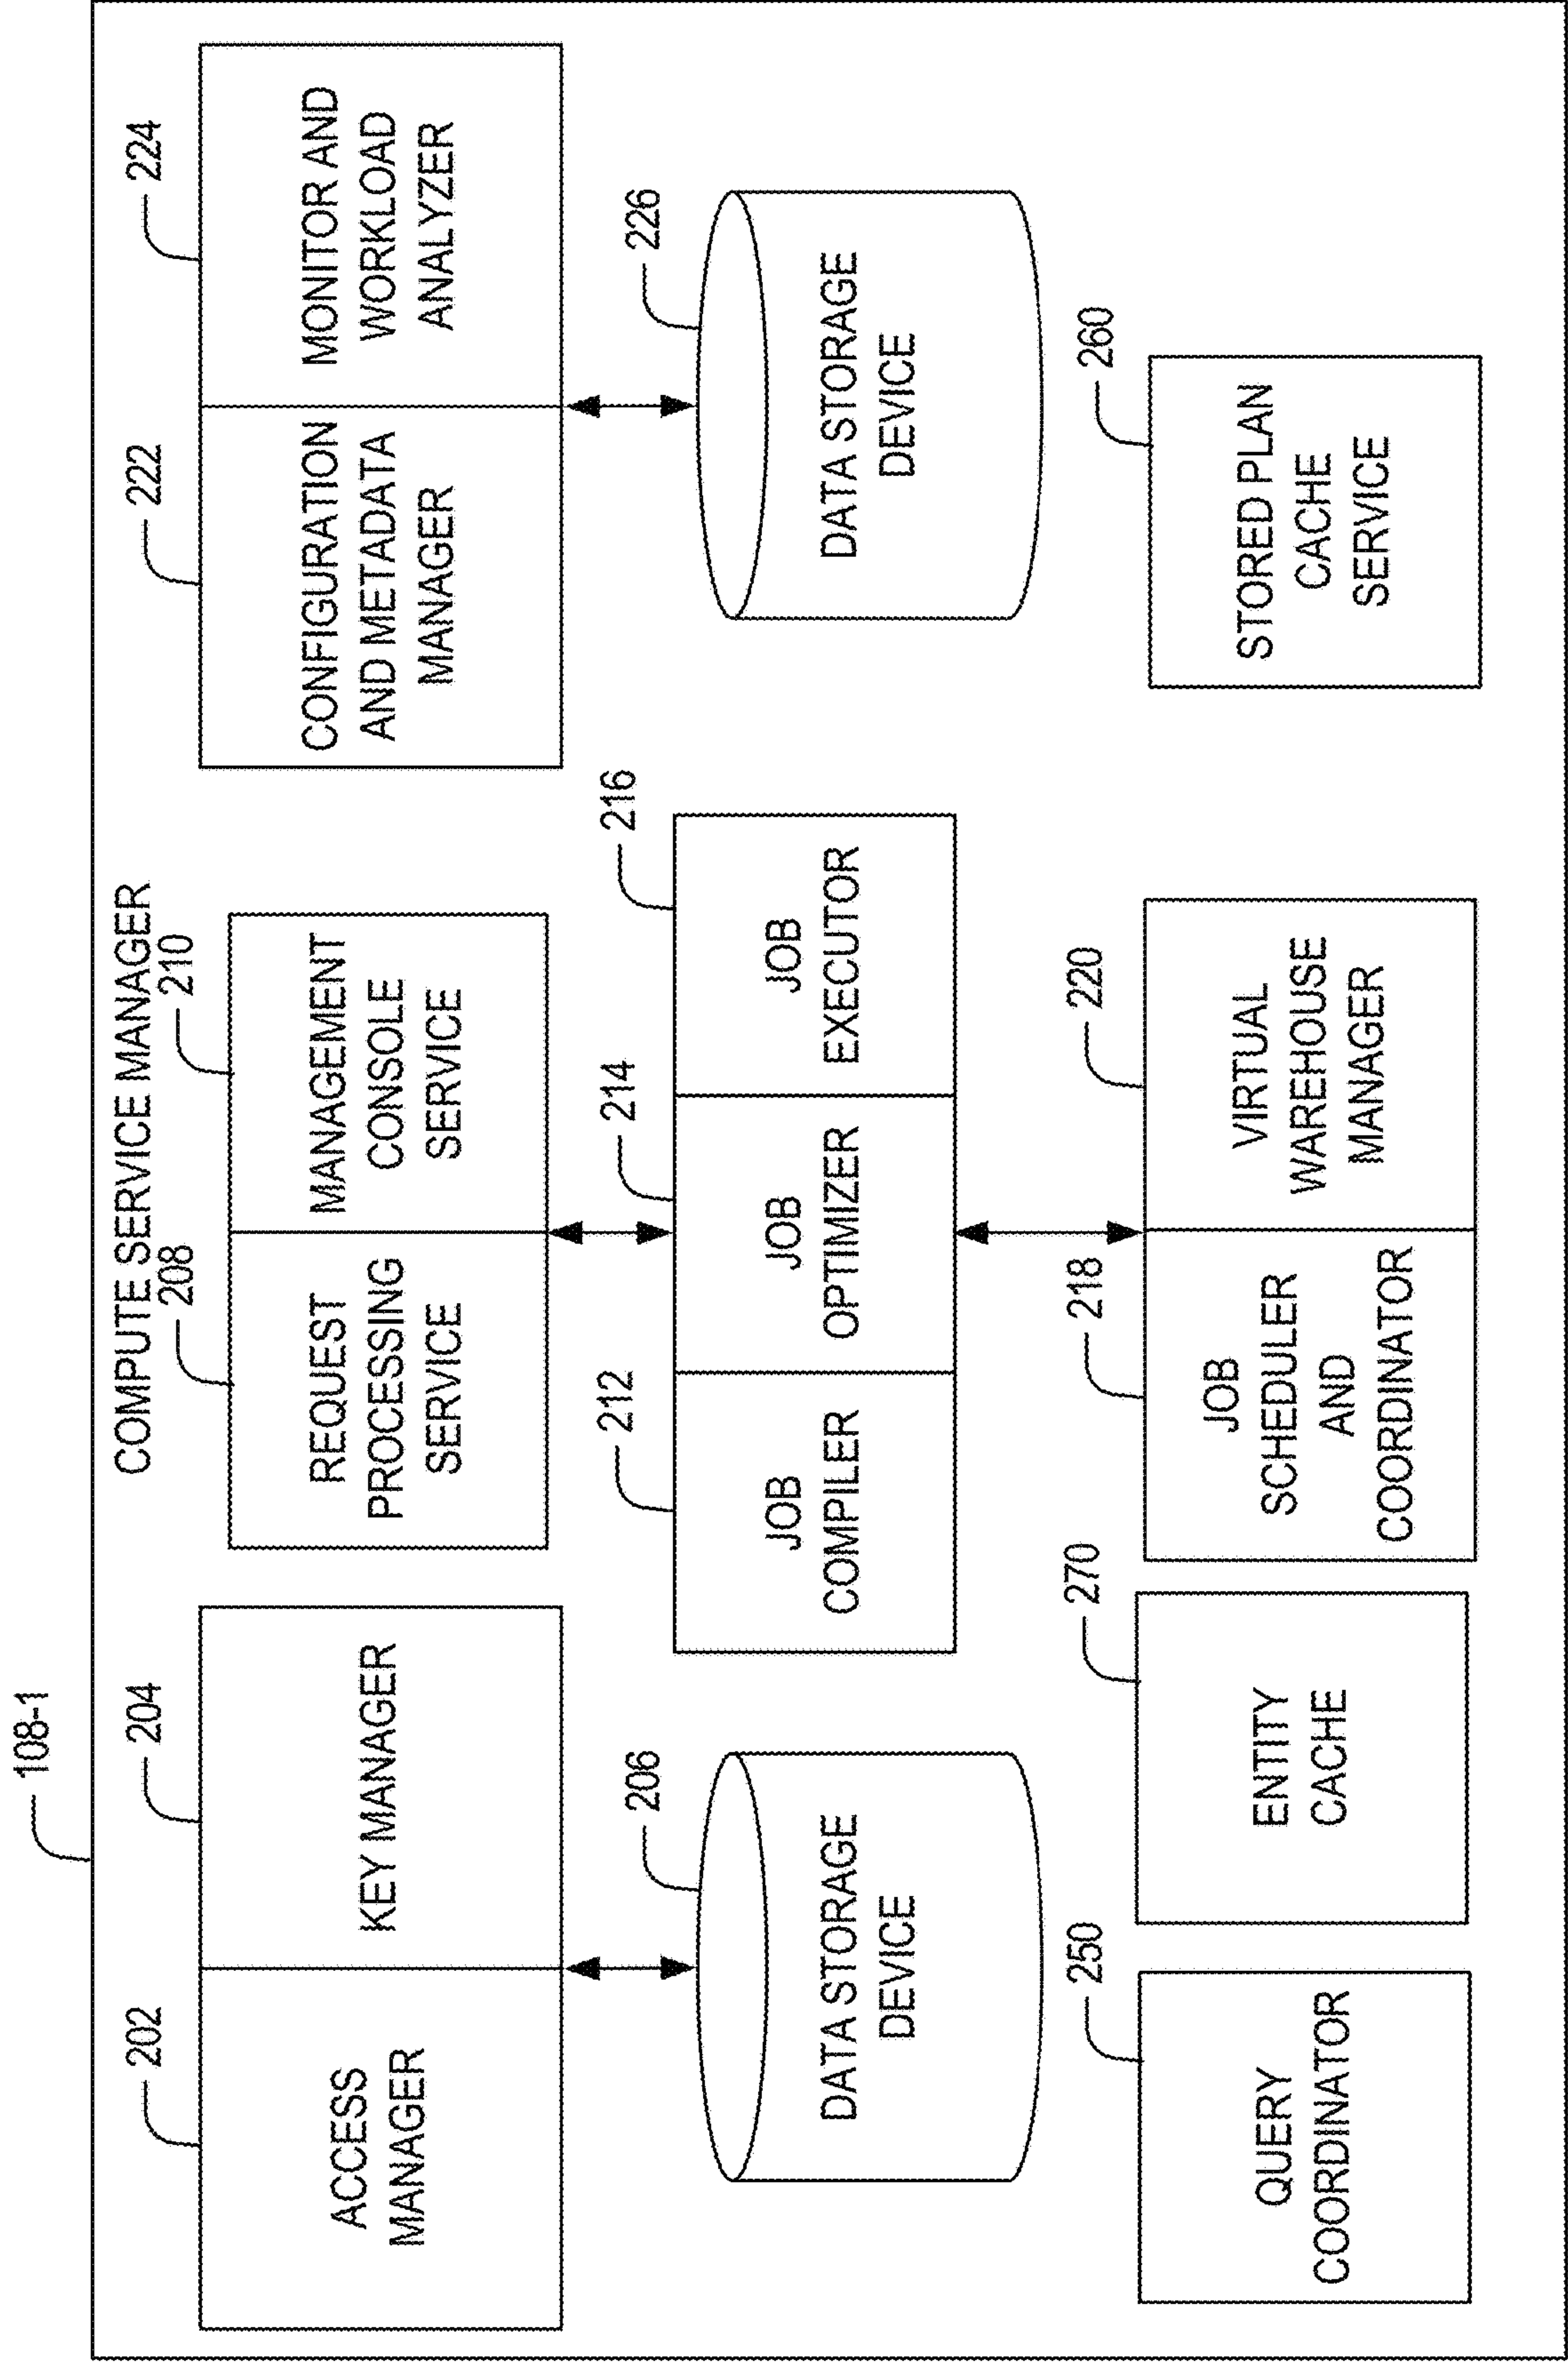 108-1
COMPUTE SERVICE MANAGER
202
ACCESS
MANAGER
204
KEY MANAGER
208
REQUEST
PROCESSING
SERVICE
210
MANAGEMENT
CONSOLE
SERVICE
222
CONFIGURATION
AND METADATA
MANAGER
224
MONITOR AND
WORKLOAD
ANALYZER
206
DATA STORAGE
DEVICE
212
JOB
COMPILER
214
JOB
OPTIMIZER
216
JOB
EXECUTOR
226
DATA STORAGE
DEVICE
250
QUERY
COORDINATOR
270
ENTITY
CACHE
218
JOB
SCHEDULER
AND
COORDINATOR
220
VIRTUAL
WAREHOUSE
MANAGER
260
STORED PLAN
CACHE
SERVICE